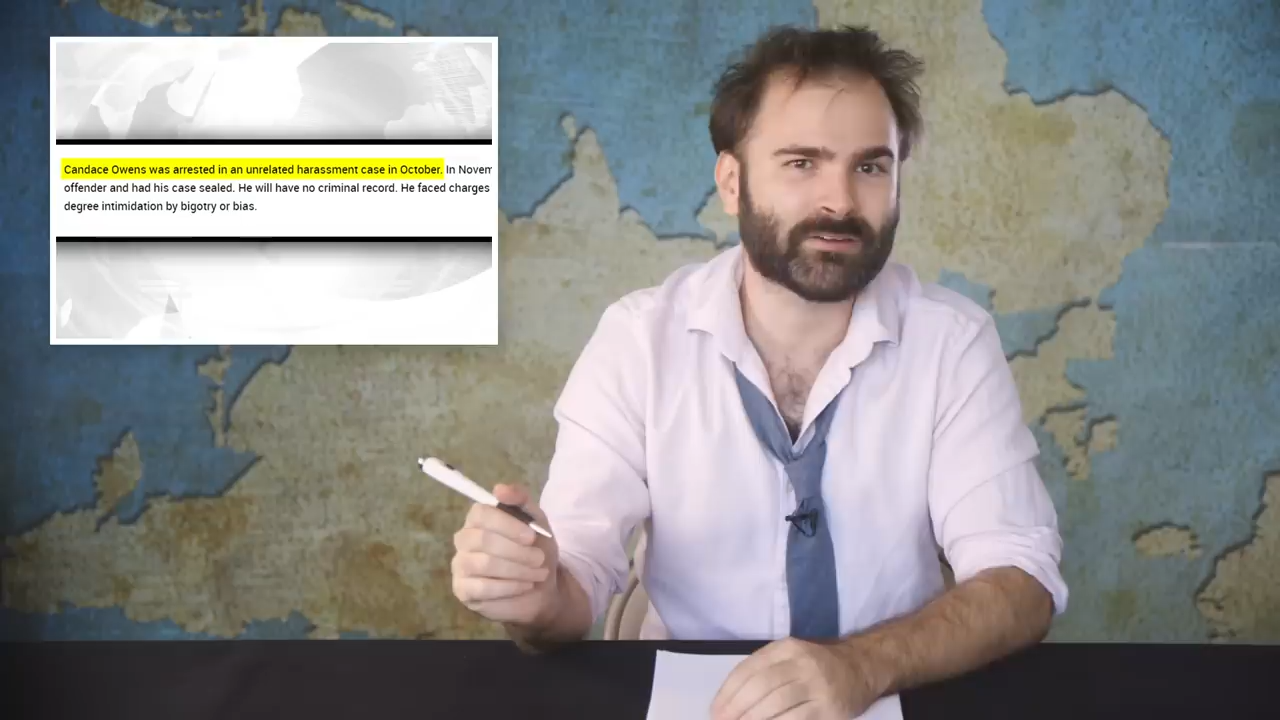 Candace Owens was arrested in an unrelated harassment case in October. In Novem
offender and had his case sealed. He will have no criminal record. He faced charges
degree intimidation by bigotry or bias.